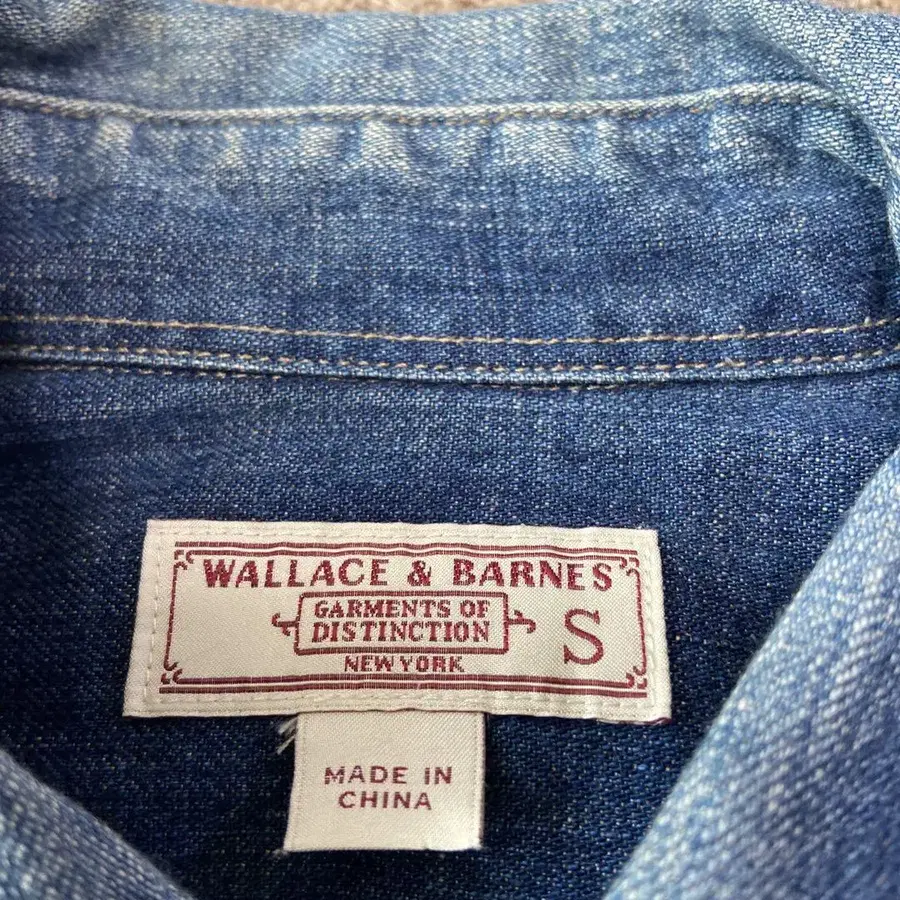 WALLACE & BARNES
GARMENTS OF
DISTINCTION
NEW YORK
S
MADE IN
CHINA